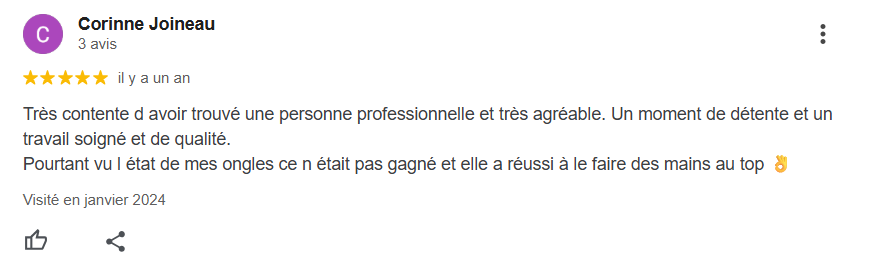 C
Corinne Joineau
3 avis
il y a un an
Très contente d avoir trouvé une personne professionnelle et très agréable. Un moment de détente et un
travail soigné et de qualité.
Pourtant vu l état de mes ongles ce n était pas gagné et elle a réussi à le faire des mains au top 👌
Visité en janvier 2024